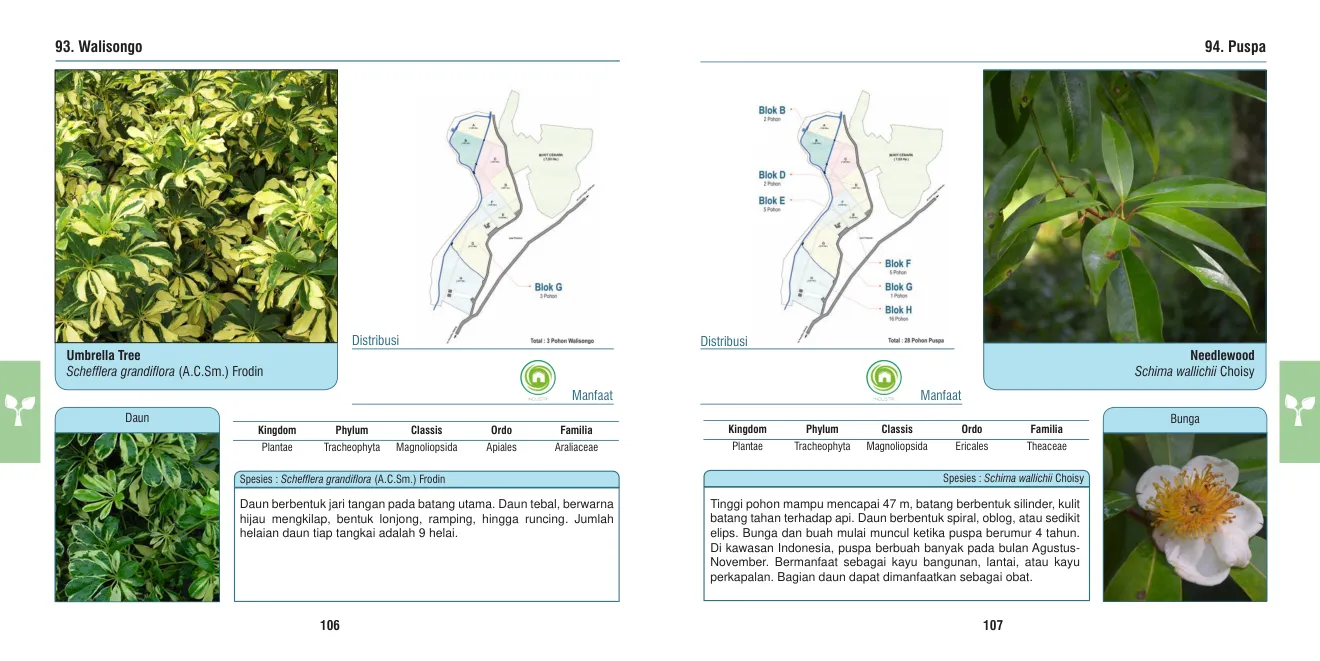 93. Walisongo
Blok G
3 Pohon
Total : 3 Pohon Walisongo
Distribusi
Manfaat
Umbrella Tree
Schefflera grandiflora (A.C.Sm.) Frodin
Daun
Kingdom Phylum Classis Ordo Familia
Plantae Tracheophyta Magnoliopsida Apiales Araliaceae
Spesies : Schefflera grandiflora (A.C.Sm.) Frodin
Daun berbentuk jari tangan pada batang utama. Daun tebal, berwarna
hijau mengkilap, bentuk lonjong, ramping, hingga runcing. Jumlah
helaian daun tiap tangkai adalah 9 helai.
106
94. Puspa
Blok B
2 Pohon
Blok D
2 Pohon
Blok E
Blok F
5 Pohon
Blok G
1 Pohon
Blok H
16 Pohon
Total : 28 Pohon Puspa
Distribusi
Manfaat
Needlewood
Schima wallichii Choisy
Kingdom Phylum Classis Ordo Familia
Plantae Tracheophyta Magnoliopsida Ericales Theaceae
Bunga
Spesies : Schima wallichii Choisy
Tinggi pohon mampu mencapai 47 m, batang berbentuk silinder, kulit
batang tahan terhadap api. Daun berbentuk spiral, oblog, atau sedikit
elips. Bunga dan buah mulai muncul ketika puspa berumur 4 tahun.
Di kawasan Indonesia, puspa berbuah banyak pada bulan Agustus-
November. Bermanfaat sebagai kayu bangunan, lantai, atau kayu
perkapalan. Bagian daun dapat dimanfaatkan sebagai obat.
107